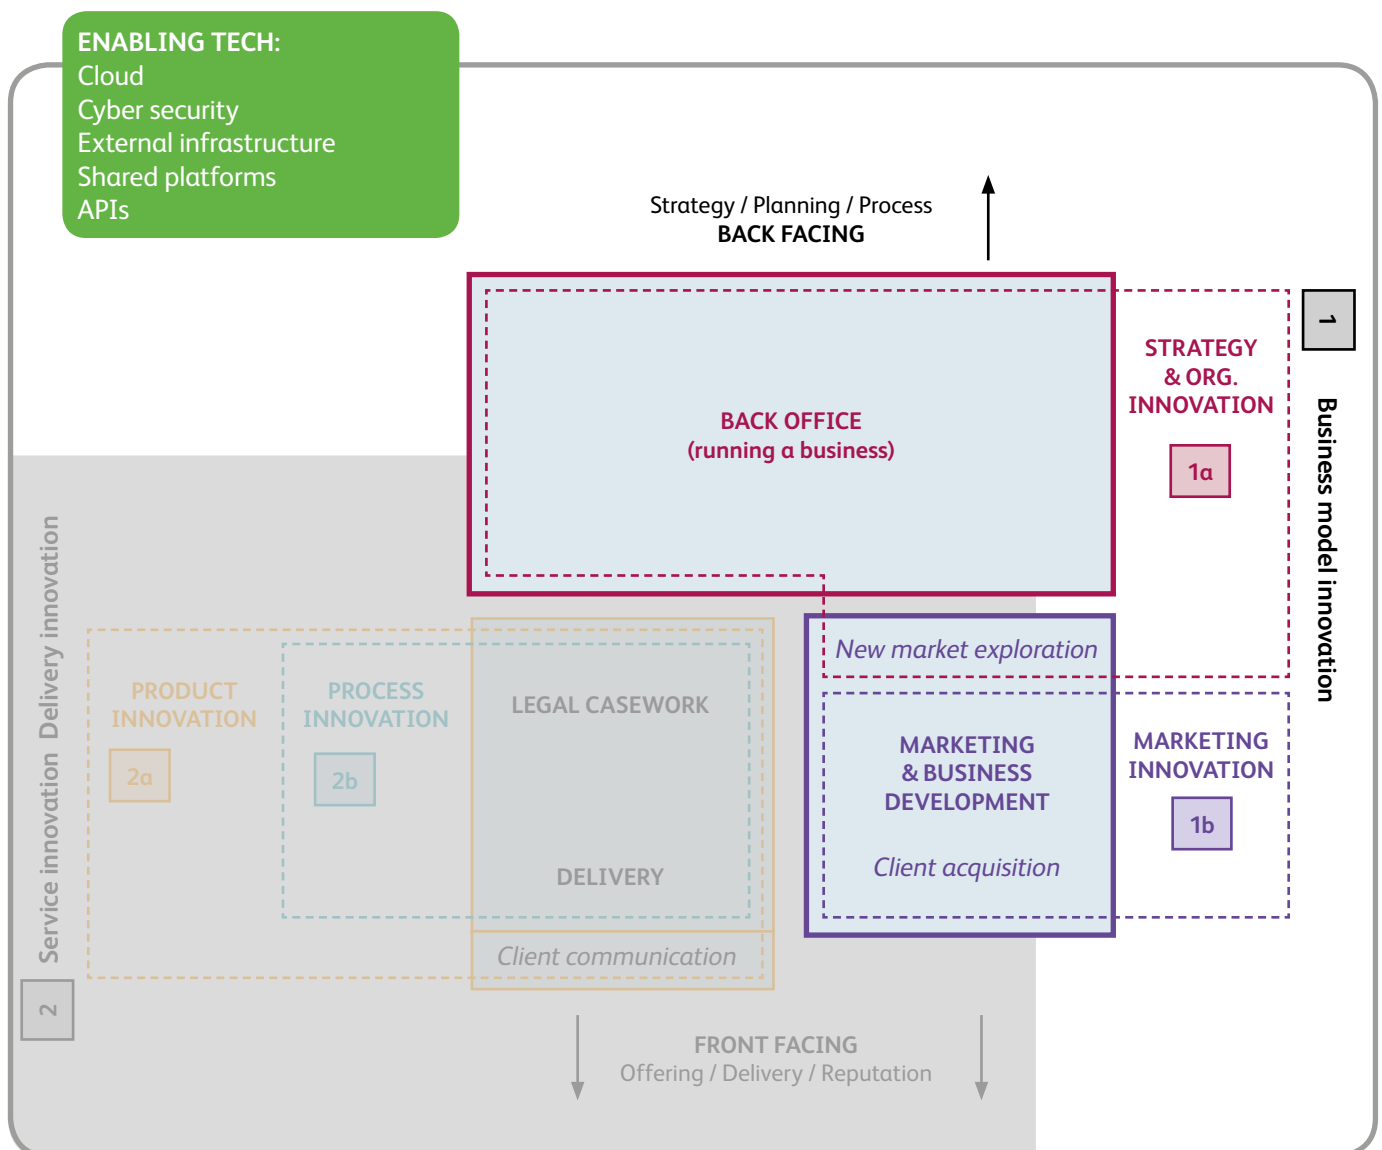 ENABLING TECH:
Cloud
Cyber security
External infrastructure
Shared platforms
APIs
Strategy / Planning / Process
BACK FACING
BACK OFFICE
(running a business)
STRATEGY
& ORG.
INNOVATION
1a
1
Business model innovation
New market exploration
MARKETING
& BUSINESS
DEVELOPMENT
Client acquisition
MARKETING
INNOVATION
1b
Service innovation Delivery innovation
2
PRODUCT
INNOVATION
2a
PROCESS
INNOVATION
2b
LEGAL CASEWORK
DELIVERY
Client communication
FRONT FACING
Offering / Delivery / Reputation